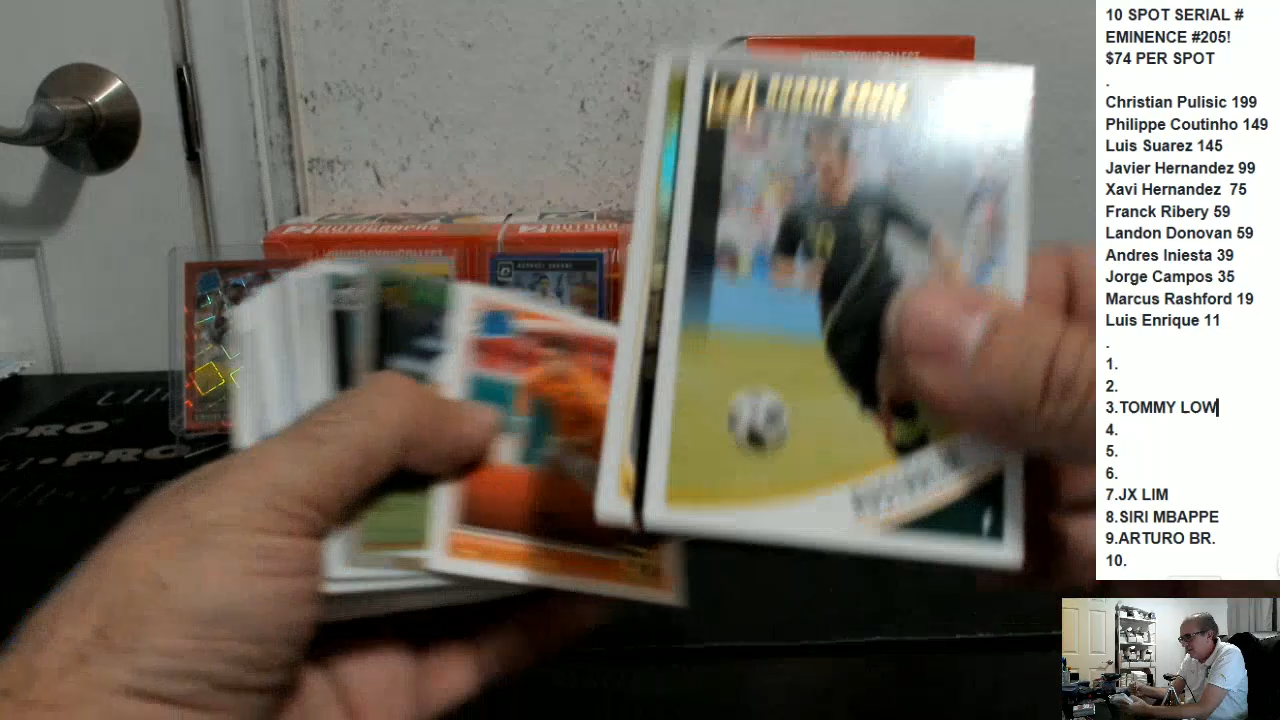 10 SPOT SERIAL #
EMINENCE #205!
$74 PER SPOT
.
Christian Pulisic 199
Philippe Coutinho 149
Luis Suarez 145
Javier Hernandez 99
Xavi Hernandez 75
Franck Ribery 59
Landon Donovan 59
Andres Iniesta 39
Jorge Campos 35
Marcus Rashford 19
Luis Enrique 11
.
1.
2.
3.TOMMY LOW
4.
5.
6.
7.JX LIM
8.SIRI MBAPPE
9.ARTURO BR.
10.
AUTOGRAPHS
PRO
PRO